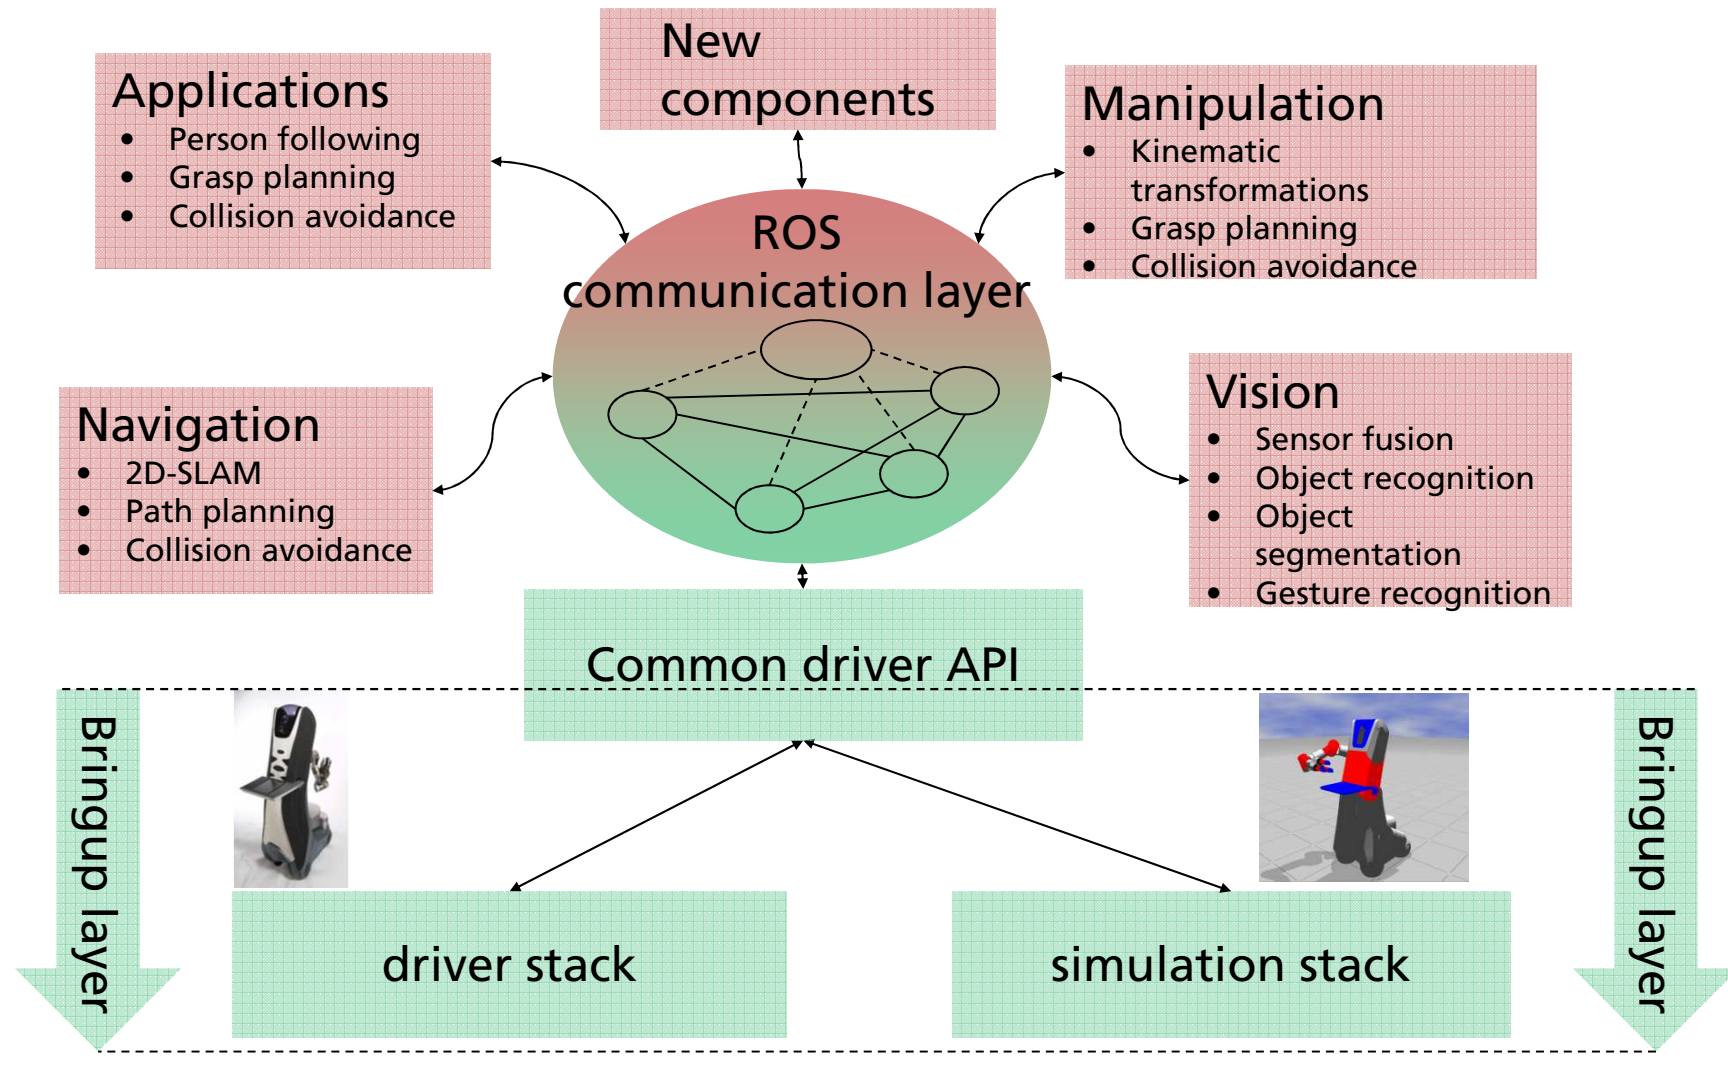 New
components
Applications
• Person following
• Grasp planning
• Collision avoidance
Manipulation
• Kinematic
transformations
• Grasp planning
• Collision avoidance
ROS
communication layer
Navigation
• 2D-SLAM
• Path planning
• Collision avoidance
Vision
• Sensor fusion
• Object recognition
• Object
segmentation
• Gesture recognition
Common driver API
Bringup layer
Bringup layer
driver stack
simulation stack